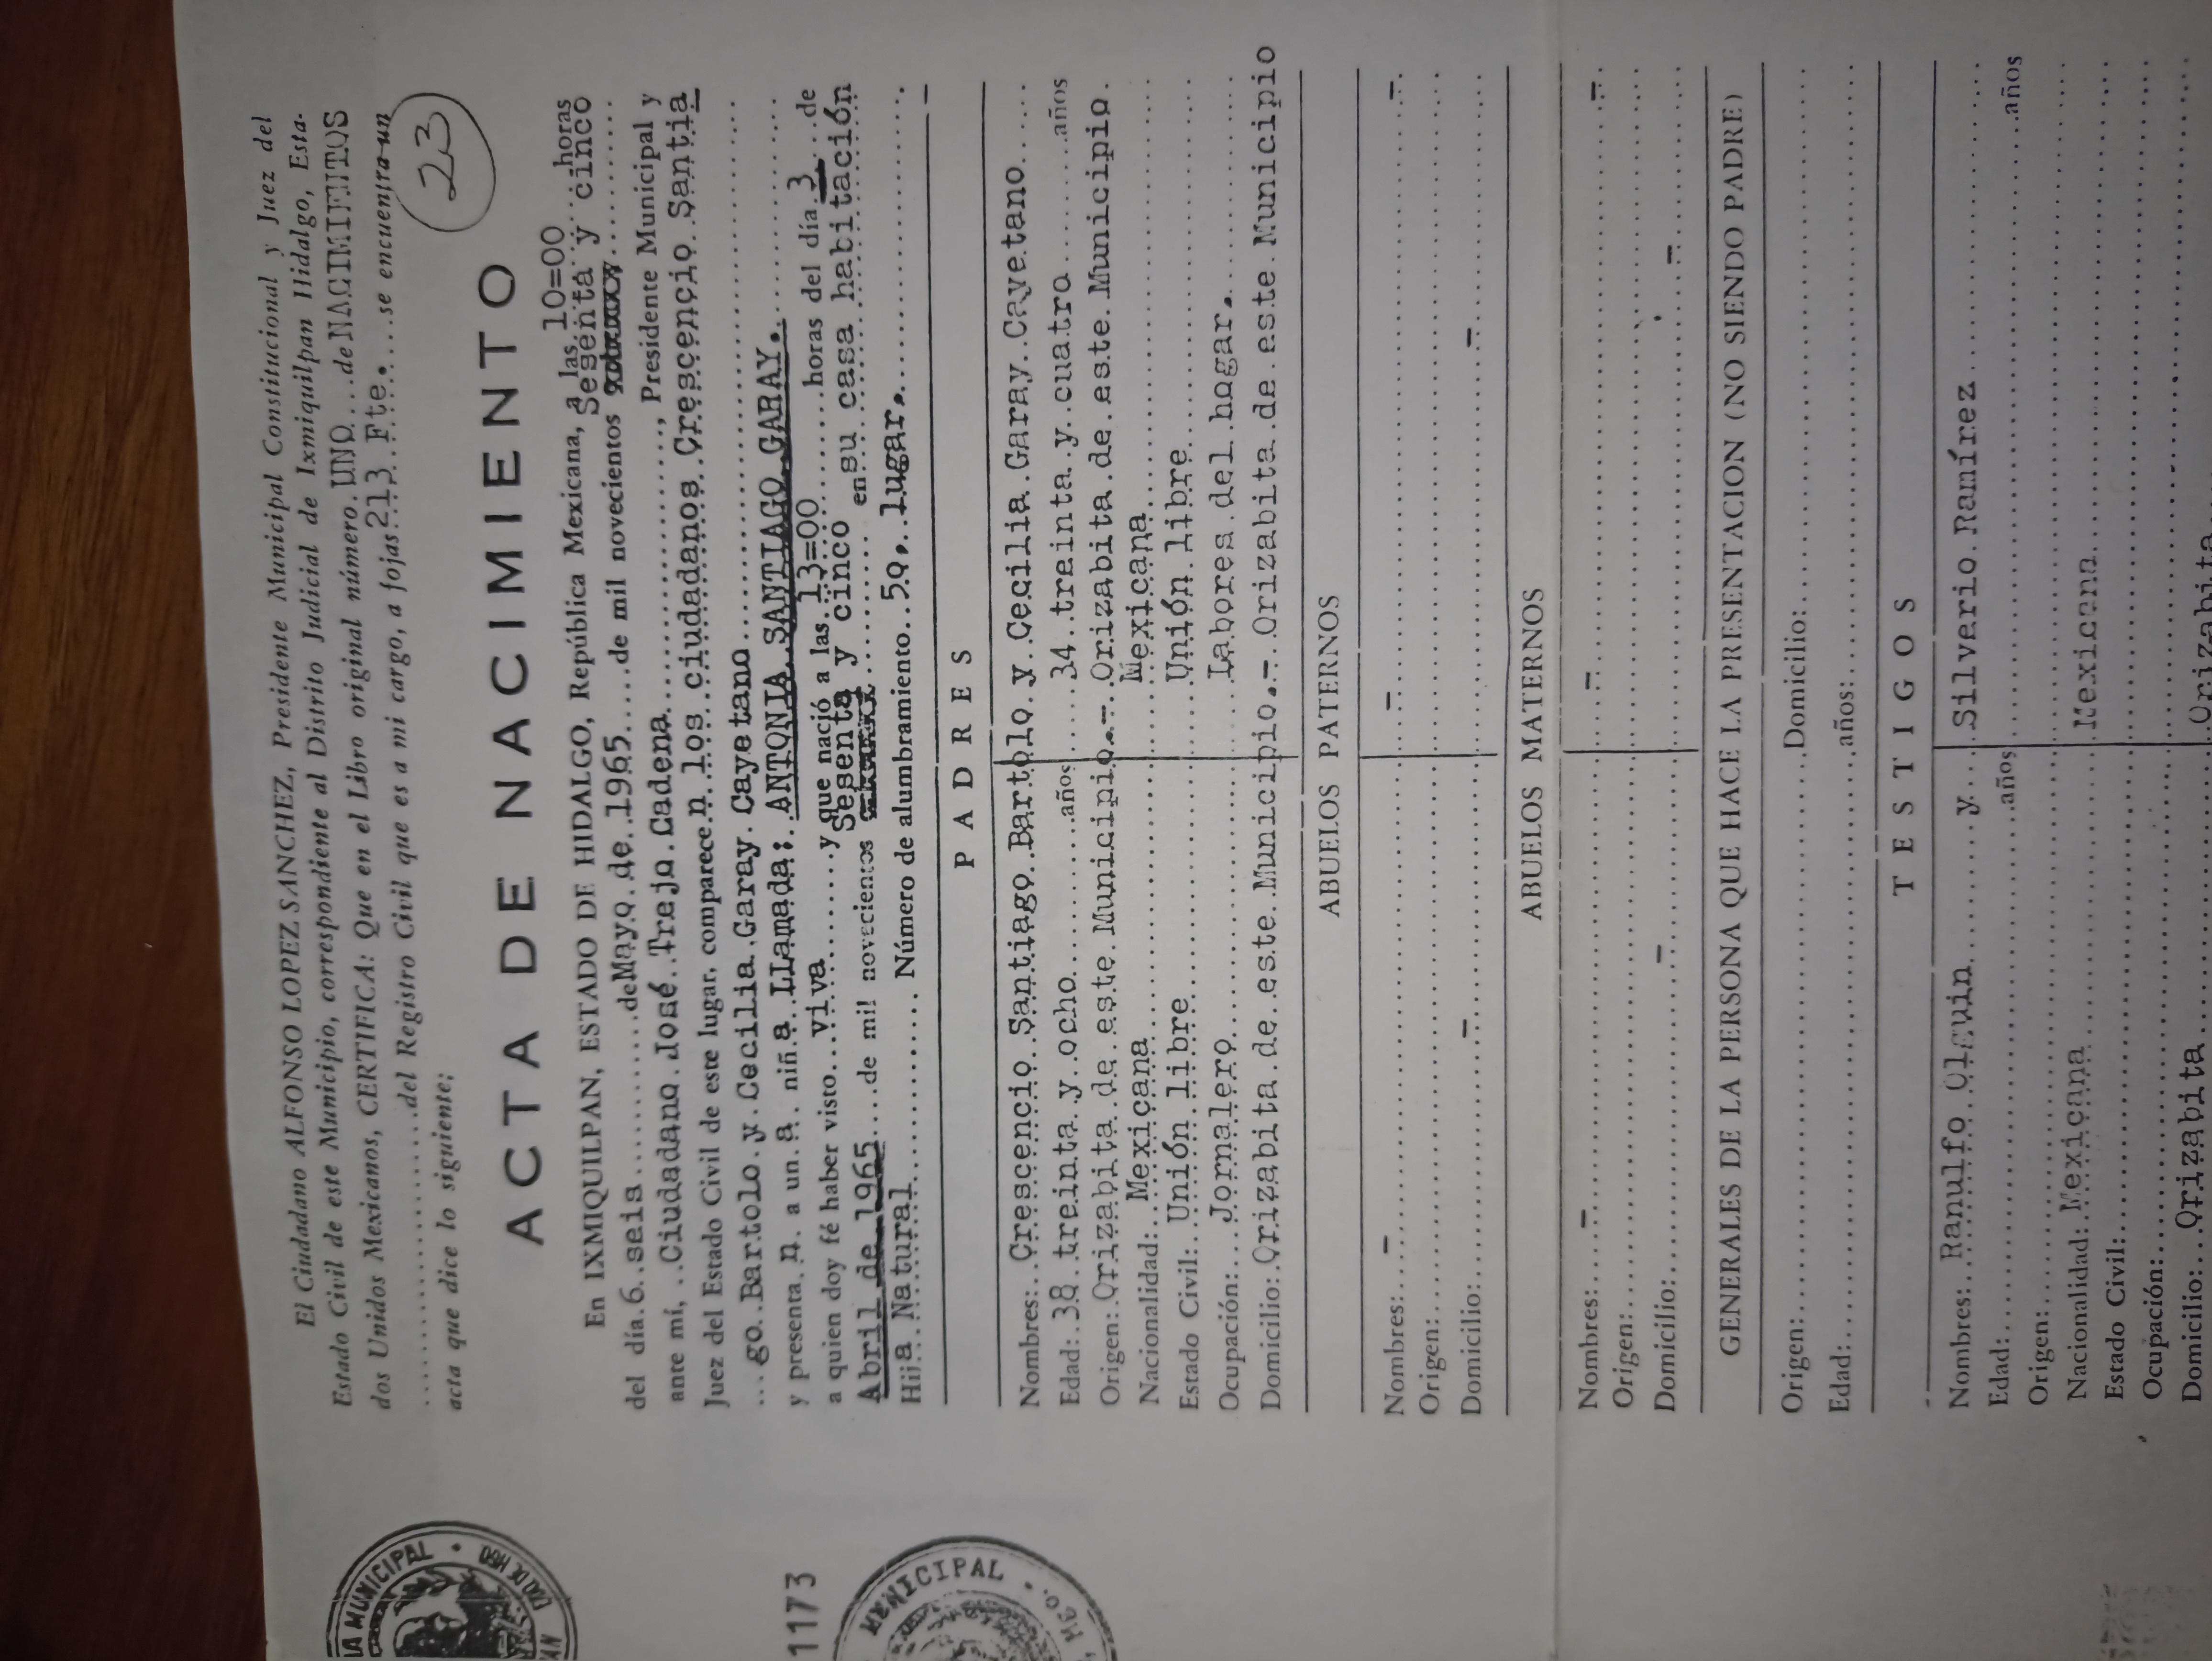 El Ciudadano ALFONSO LOPEZ SANCHEZ, Presidente Municipal Constitucional y Juez del
Estado Civil de este Municipio, correspondiente al Distrito Judicial de Ixmiquilpan Hidalgo, Esta-
dos Unidos Mexicanos, CERTIFICA: Que en el Libro original número UNO de NACIMIENTOS
del Registro Civil que es a mi cargo, a fojas 213 Fte. se encuentra un
acta que dice lo siguiente:
23
ACTA DE NACIMIENTO
En IXMIQUILPAN, ESTADO DE HIDALGO, República Mexicana, a las 10=00 horas
del día 6 seis de Mayo de 1965 de mil novecientos Sesenta y cinco
ante mí, Ciudadano José Trejo Cadena, Presidente Municipal y
Juez del Estado Civil de este lugar, comparecen los ciudadanos Crescencio Santia
go Bartolo y Cecilia Garay Cayetano
y presenta n a un a niña LLamada: ANTONIA SANTIAGO GARAY.
a quien doy fé haber visto viva y que nació a las 13=00 horas del día 3 de
Abril de 1965 de mil novecientos Sesenta y cinco en su casa habitación
Hija Natural Número de alumbramiento 5o. lugar.
PADRES
Nombres: Crescencio Santiago Bartolo y Cecilia Garay Cayetano
Edad: 38 treinta y ocho años 34 treinta y cuatro años
Origen: Orizabita de este Municipio.- Orizabita de este Municipio.
Nacionalidad: Mexicana Mexicana
Estado Civil: Unión libre Unión libre
Ocupación: Jornalero Labores del hogar.
Domicilio: Orizabita de este Municipio.- Orizabita de este Municipio
ABUELOS PATERNOS
Nombres: - - -
Origen:
Domicilio: - -
ABUELOS MATERNOS
Nombres: - - -
Origen:
Domicilio: - -
GENERALES DE LA PERSONA QUE HACE LA PRESENTACION (NO SIENDO PADRE)
Origen: Domicilio:
Edad: años:
TESTIGOS
Nombres: Ranulfo Olguin y Silverio Ramírez
Edad: años años
Origen:
Nacionalidad: Mexicana Mexicana
Estado Civil:
Ocupación:
Domicilio: Orizabita Orizabita
LA MUNICIPAL
1173
MUNICIPAL
HGO.